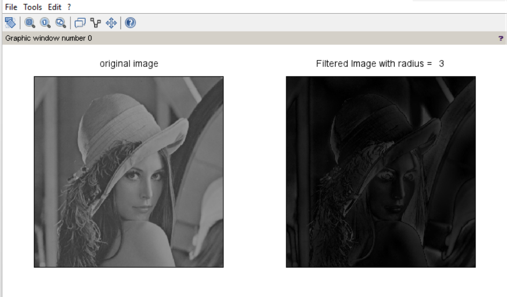 File Tools Edit ?
Graphic window number 0 ?
original image
Filtered Image with radius = 3